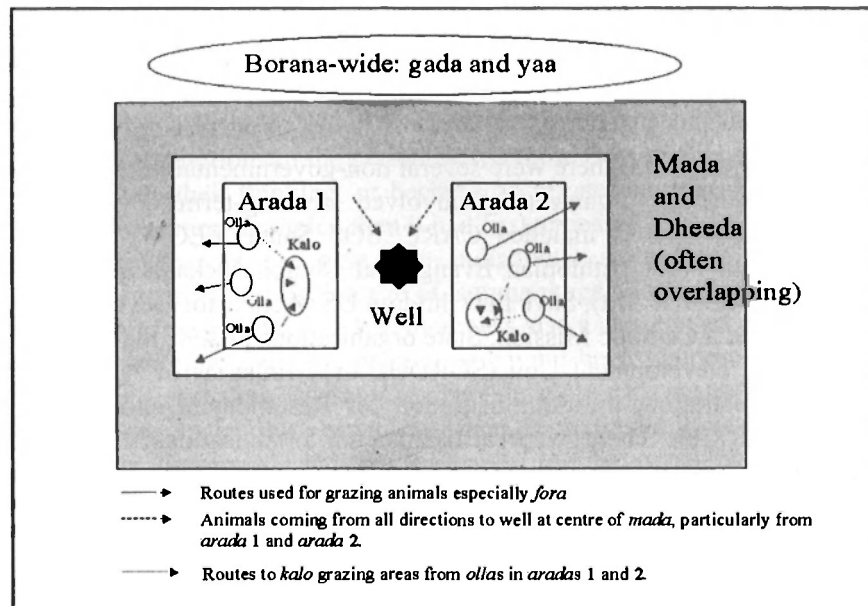 Borana-wide: gada and yaa
Mada
and
Dheeda
(often
overlapping)
Arada 1
Olla
Kalo
Olla
Olla
Well
Arada 2
Olla
Olla
Olla
Kalo
Routes used for grazing animals especially fora
Animals coming from all directions to well at centre of mada, particularly from
arada 1 and arada 2.
Routes to kalo grazing areas from ollas in aradas 1 and 2.